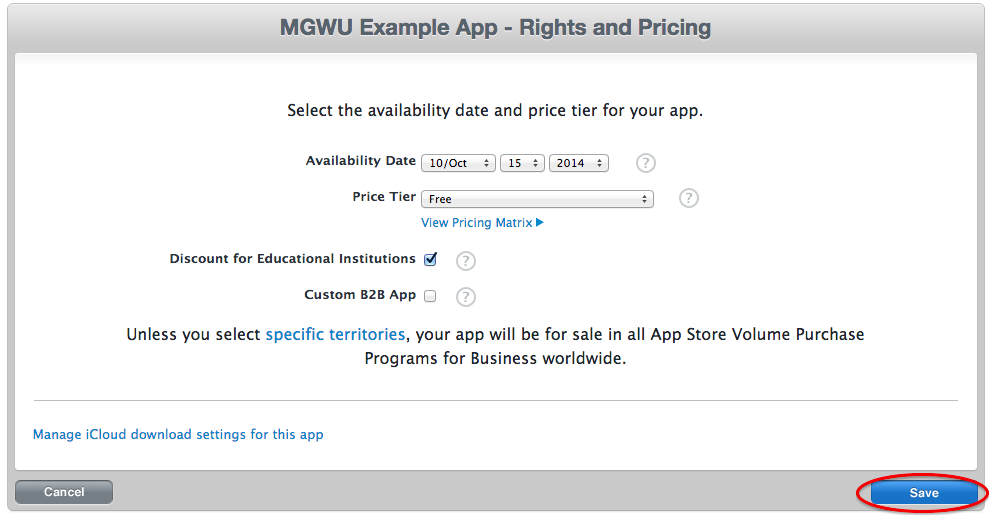 MGWU Example App - Rights and Pricing
Select the availability date and price tier for your app.
Availability Date 10/Oct 15 2014 ?
Price Tier Free ?
View Pricing Matrix ▶
Discount for Educational Institutions ?
Custom B2B App ?
Unless you select specific territories, your app will be for sale in all App Store Volume Purchase
Programs for Business worldwide.
Manage iCloud download settings for this app
Cancel Save